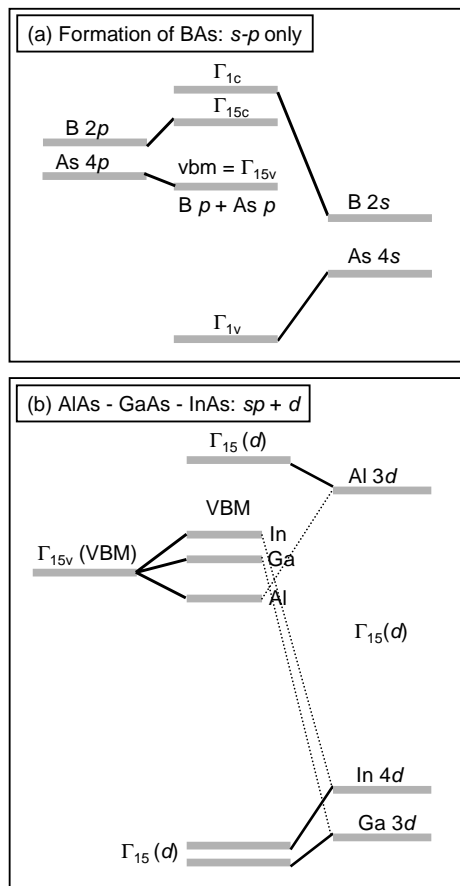 (a) Formation of BAs: s-p only
Γ1c
Γ15c
B 2p
As 4p
vbm = Γ15v
B p + As p
B 2s
As 4s
Γ1v
(b) AlAs - GaAs - InAs: sp + d
Γ15 (d)
Al 3d
VBM
In
Γ15v (VBM)
Ga
Al
Γ15(d)
In 4d
Ga 3d
Γ15 (d)